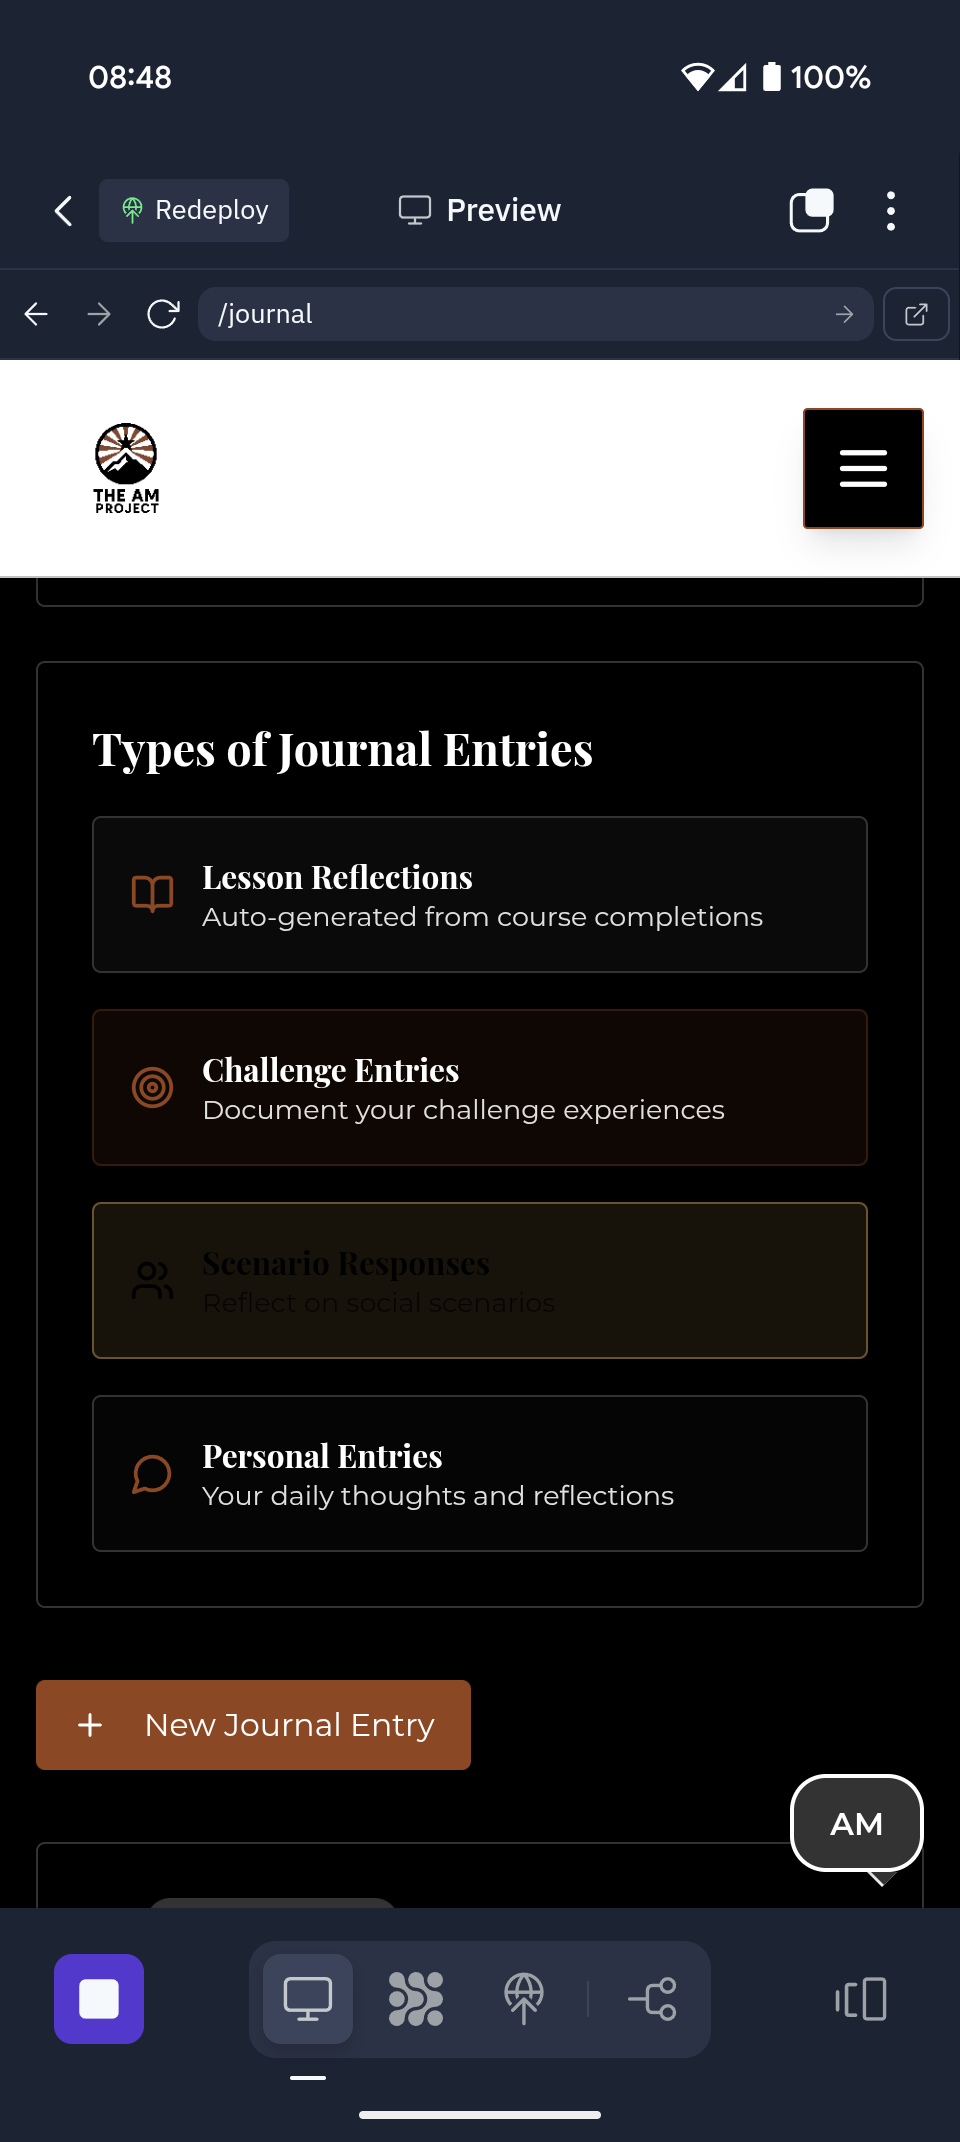 08:48
100%
Redeploy
Preview
/journal
THE AM
PROJECT
Types of Journal Entries
Lesson Reflections
Auto-generated from course completions
Challenge Entries
Document your challenge experiences
Scenario Responses
Reflect on social scenarios
Personal Entries
Your daily thoughts and reflections
New Journal Entry
AM